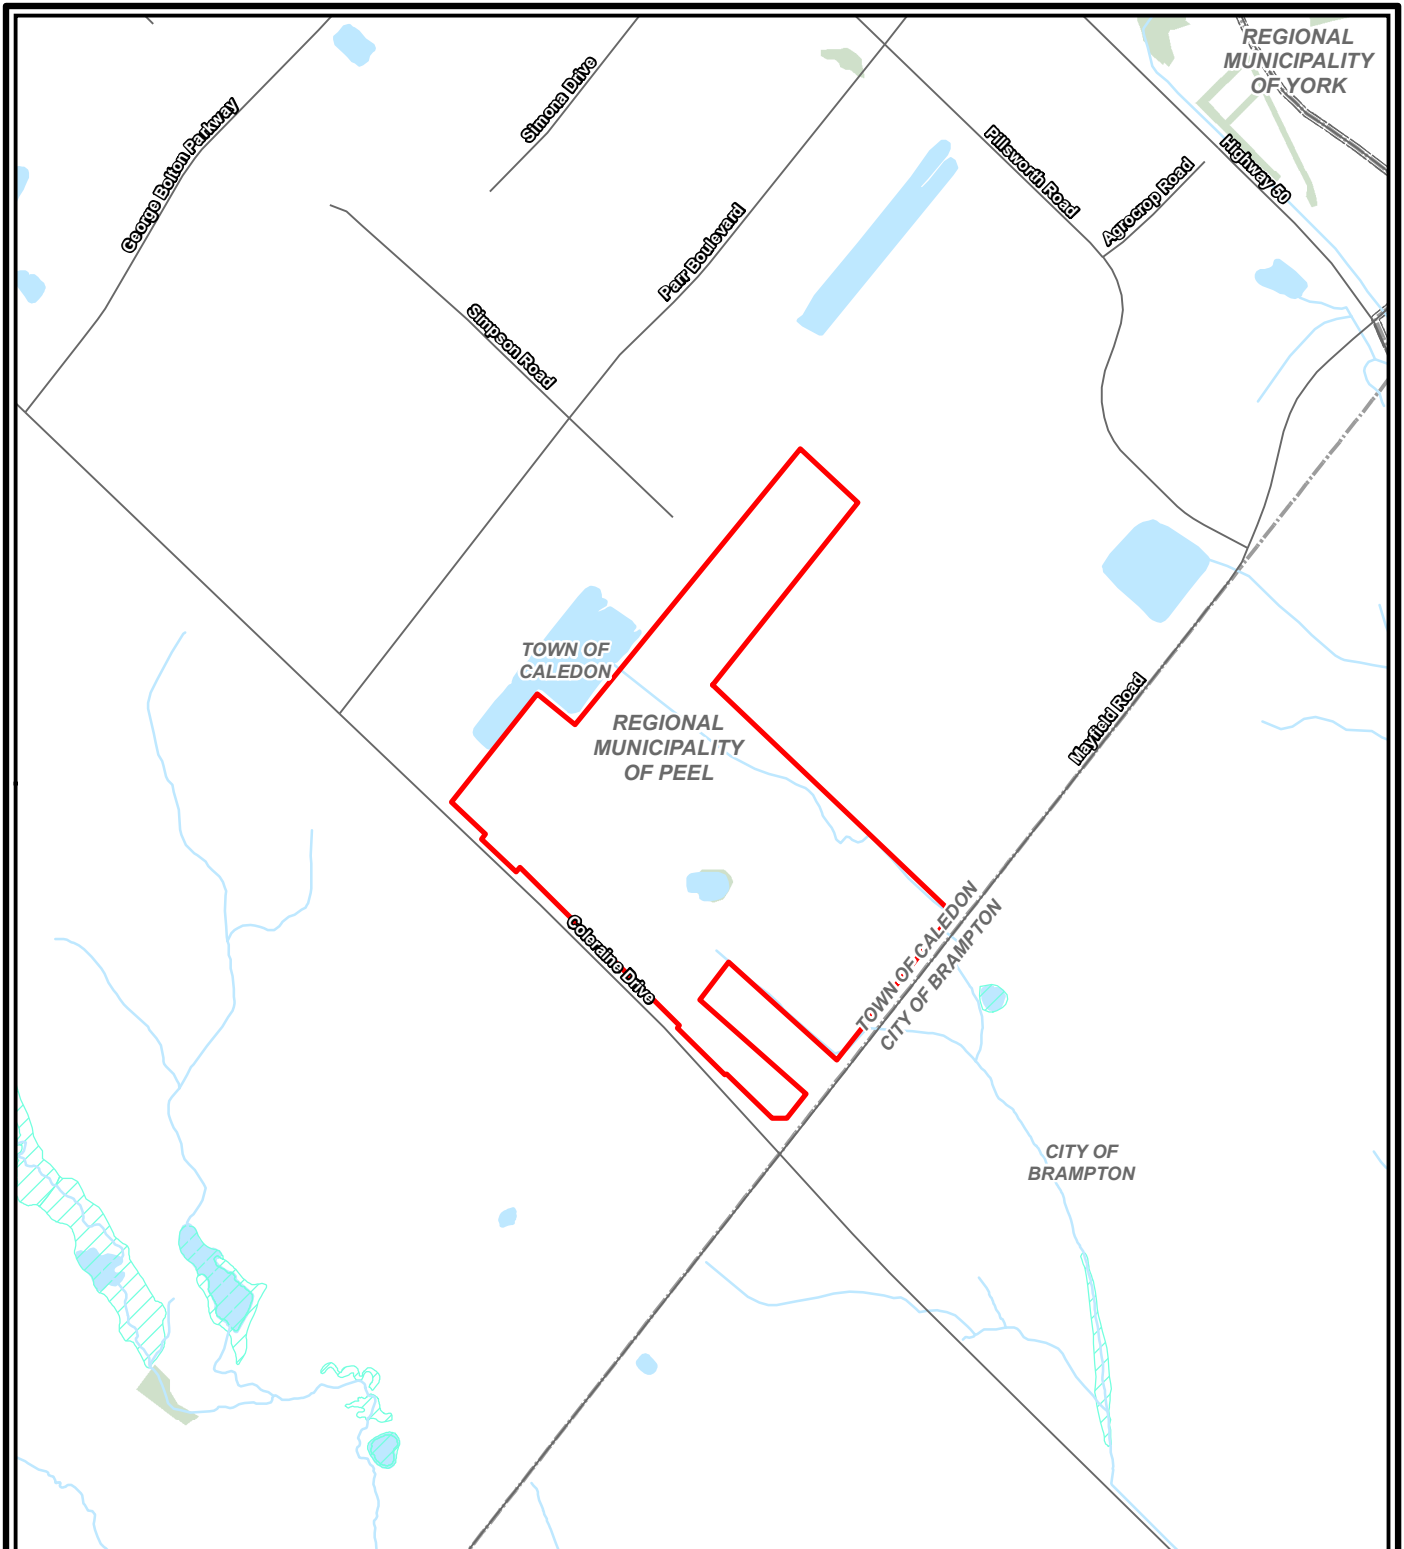 REGIONAL
MUNICIPALITY
OF YORK
Simona Drive
George Bolton Parkway
Pillsworth Road
Highway 50
Agrocrop Road
Parr Boulevard
Simpson Road
TOWN OF
CALEDON
REGIONAL
MUNICIPALITY
OF PEEL
Mayfield Road
Coleraine Drive
TOWN OF CALEDON
CITY OF BRAMPTON
CITY OF
BRAMPTON